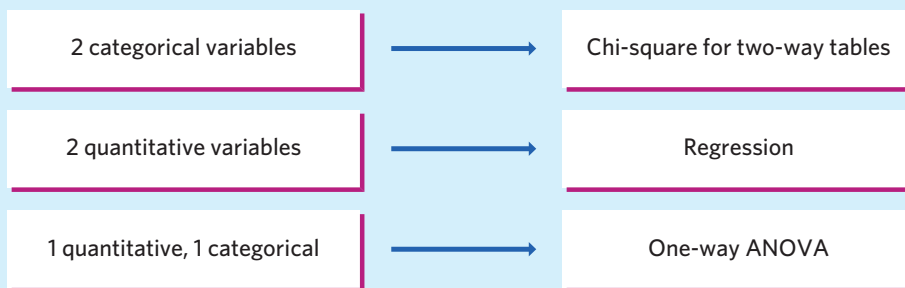 2 categorical variables
Chi-square for two-way tables
2 quantitative variables
Regression
1 quantitative, 1 categorical
One-way ANOVA